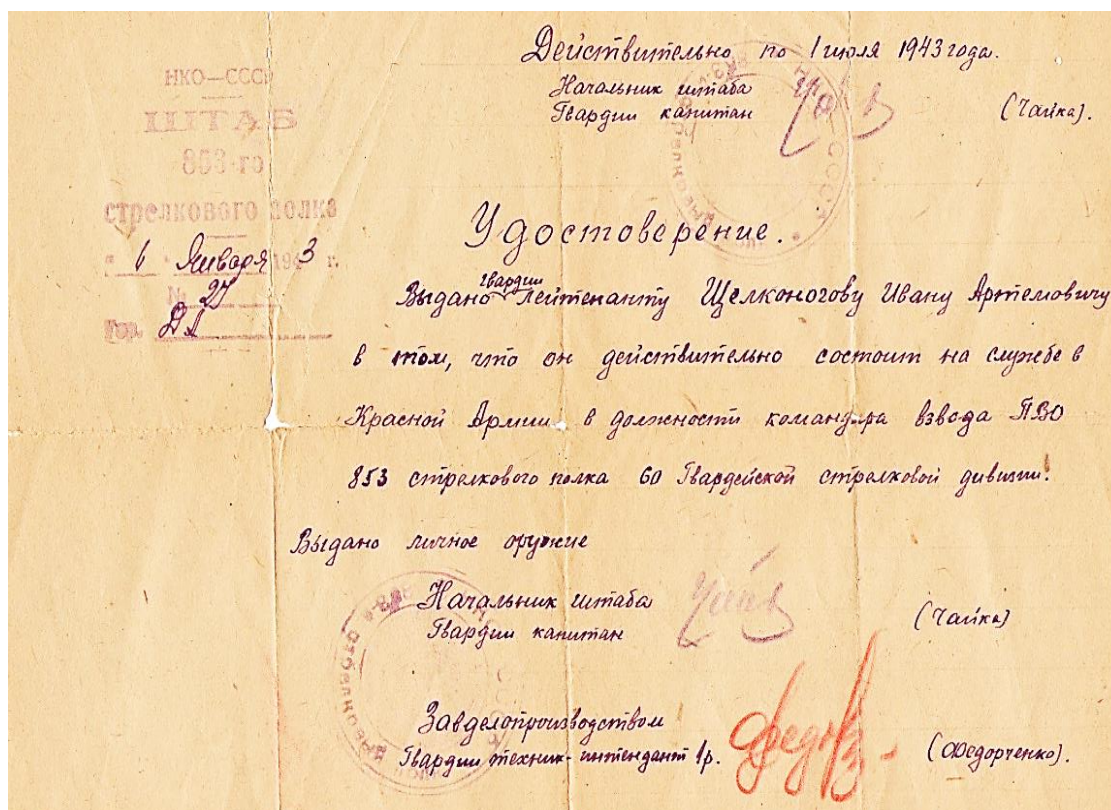 Действительно по 1 июля 1943 года.
Начальник штаба
Гвардии капитан (Чайка).
НКО—СССР
ШТАБ
853-го
стрелкового полка
"6" Января 1943 г.
№ 27
Гор. ДА
Удостоверение.
Выдано гвардии лейтенанту Щелконогову Ивану Артемовичу
в том, что он действительно состоит на службе в
Красной Армии в должности командира взвода ПВО
853 стрелкового полка 60 Гвардейской стрелковой дивизии.
Выдано личное оружие
Начальник штаба
Гвардии капитан (Чайка)
Завделопроизводством
Гвардии техник-интендант 1р. (Федорченко).